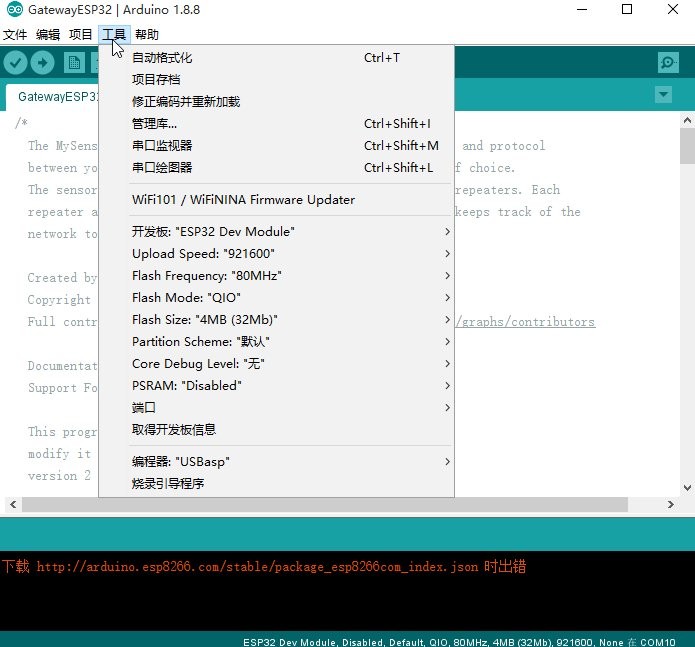 GatewayESP32 | Arduino 1.8.8
文件 编辑 项目 工具 帮助
GatewayESP3
自动格式化 Ctrl+T
项目存档
修正编码并重新加载
管理库... Ctrl+Shift+I
串口监视器 Ctrl+Shift+M
串口绘图器 Ctrl+Shift+L
WiFi101 / WiFiNINA Firmware Updater
开发板: "ESP32 Dev Module"
Upload Speed: "921600"
Flash Frequency: "80MHz"
Flash Mode: "QIO"
Flash Size: "4MB (32Mb)"
Partition Scheme: "默认"
Core Debug Level: "无"
PSRAM: "Disabled"
端口
取得开发板信息
编程器: "USBasp"
烧录引导程序
/*
The MySens and protocol
between yo f choice.
The sensor repeaters. Each
repeater a keeps track of the
network to
Created by
Copyright
Full contr /graphs/contributors
Documentat
Support Fo
This progr
modify it
version 2
下载 http://arduino.esp8266.com/stable/package_esp8266com_index.json 时出错
ESP32 Dev Module, Disabled, Default, QIO, 80MHz, 4MB (32Mb), 921600, None 在 COM10